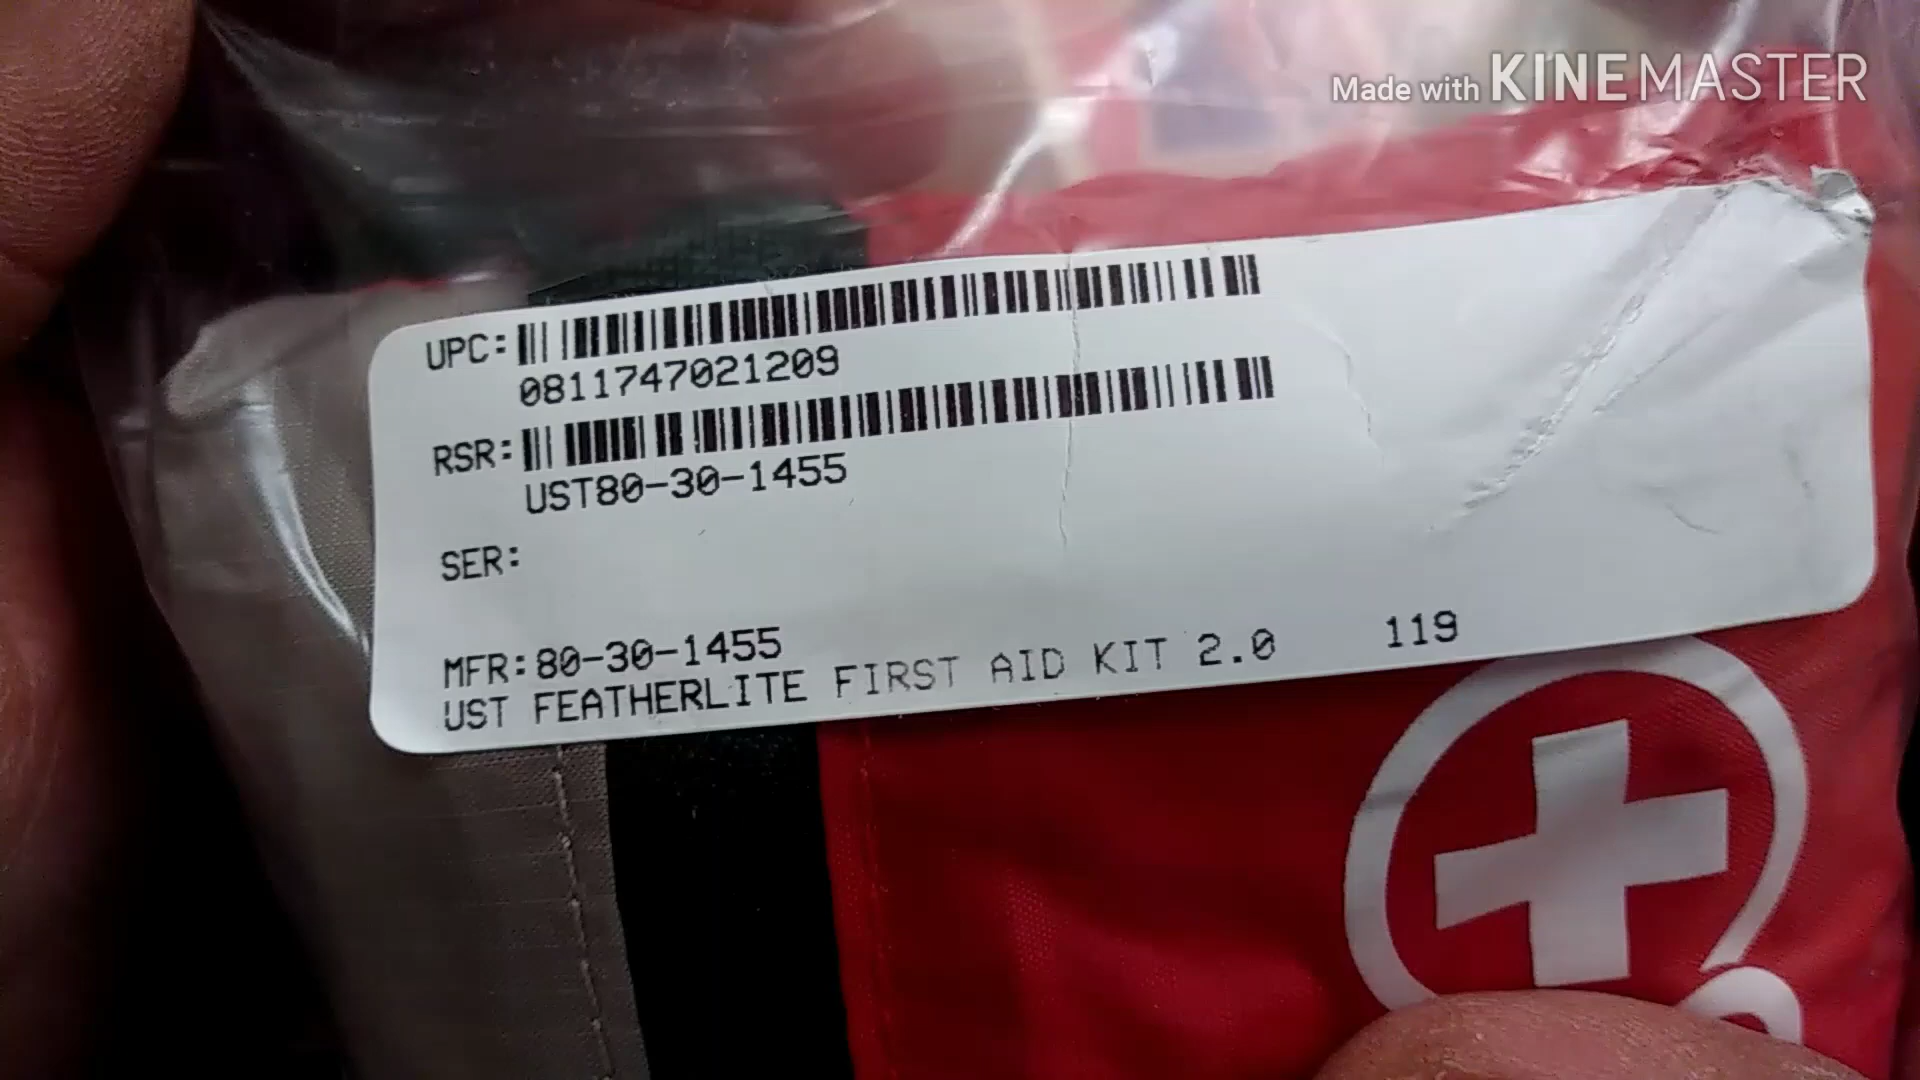 Made with KINEMASTER
UPC:
0811747021209
RSR:
UST80-30-1455
SER:
MFR:80-30-1455
UST FEATHERLITE FIRST AID KIT 2.0 119